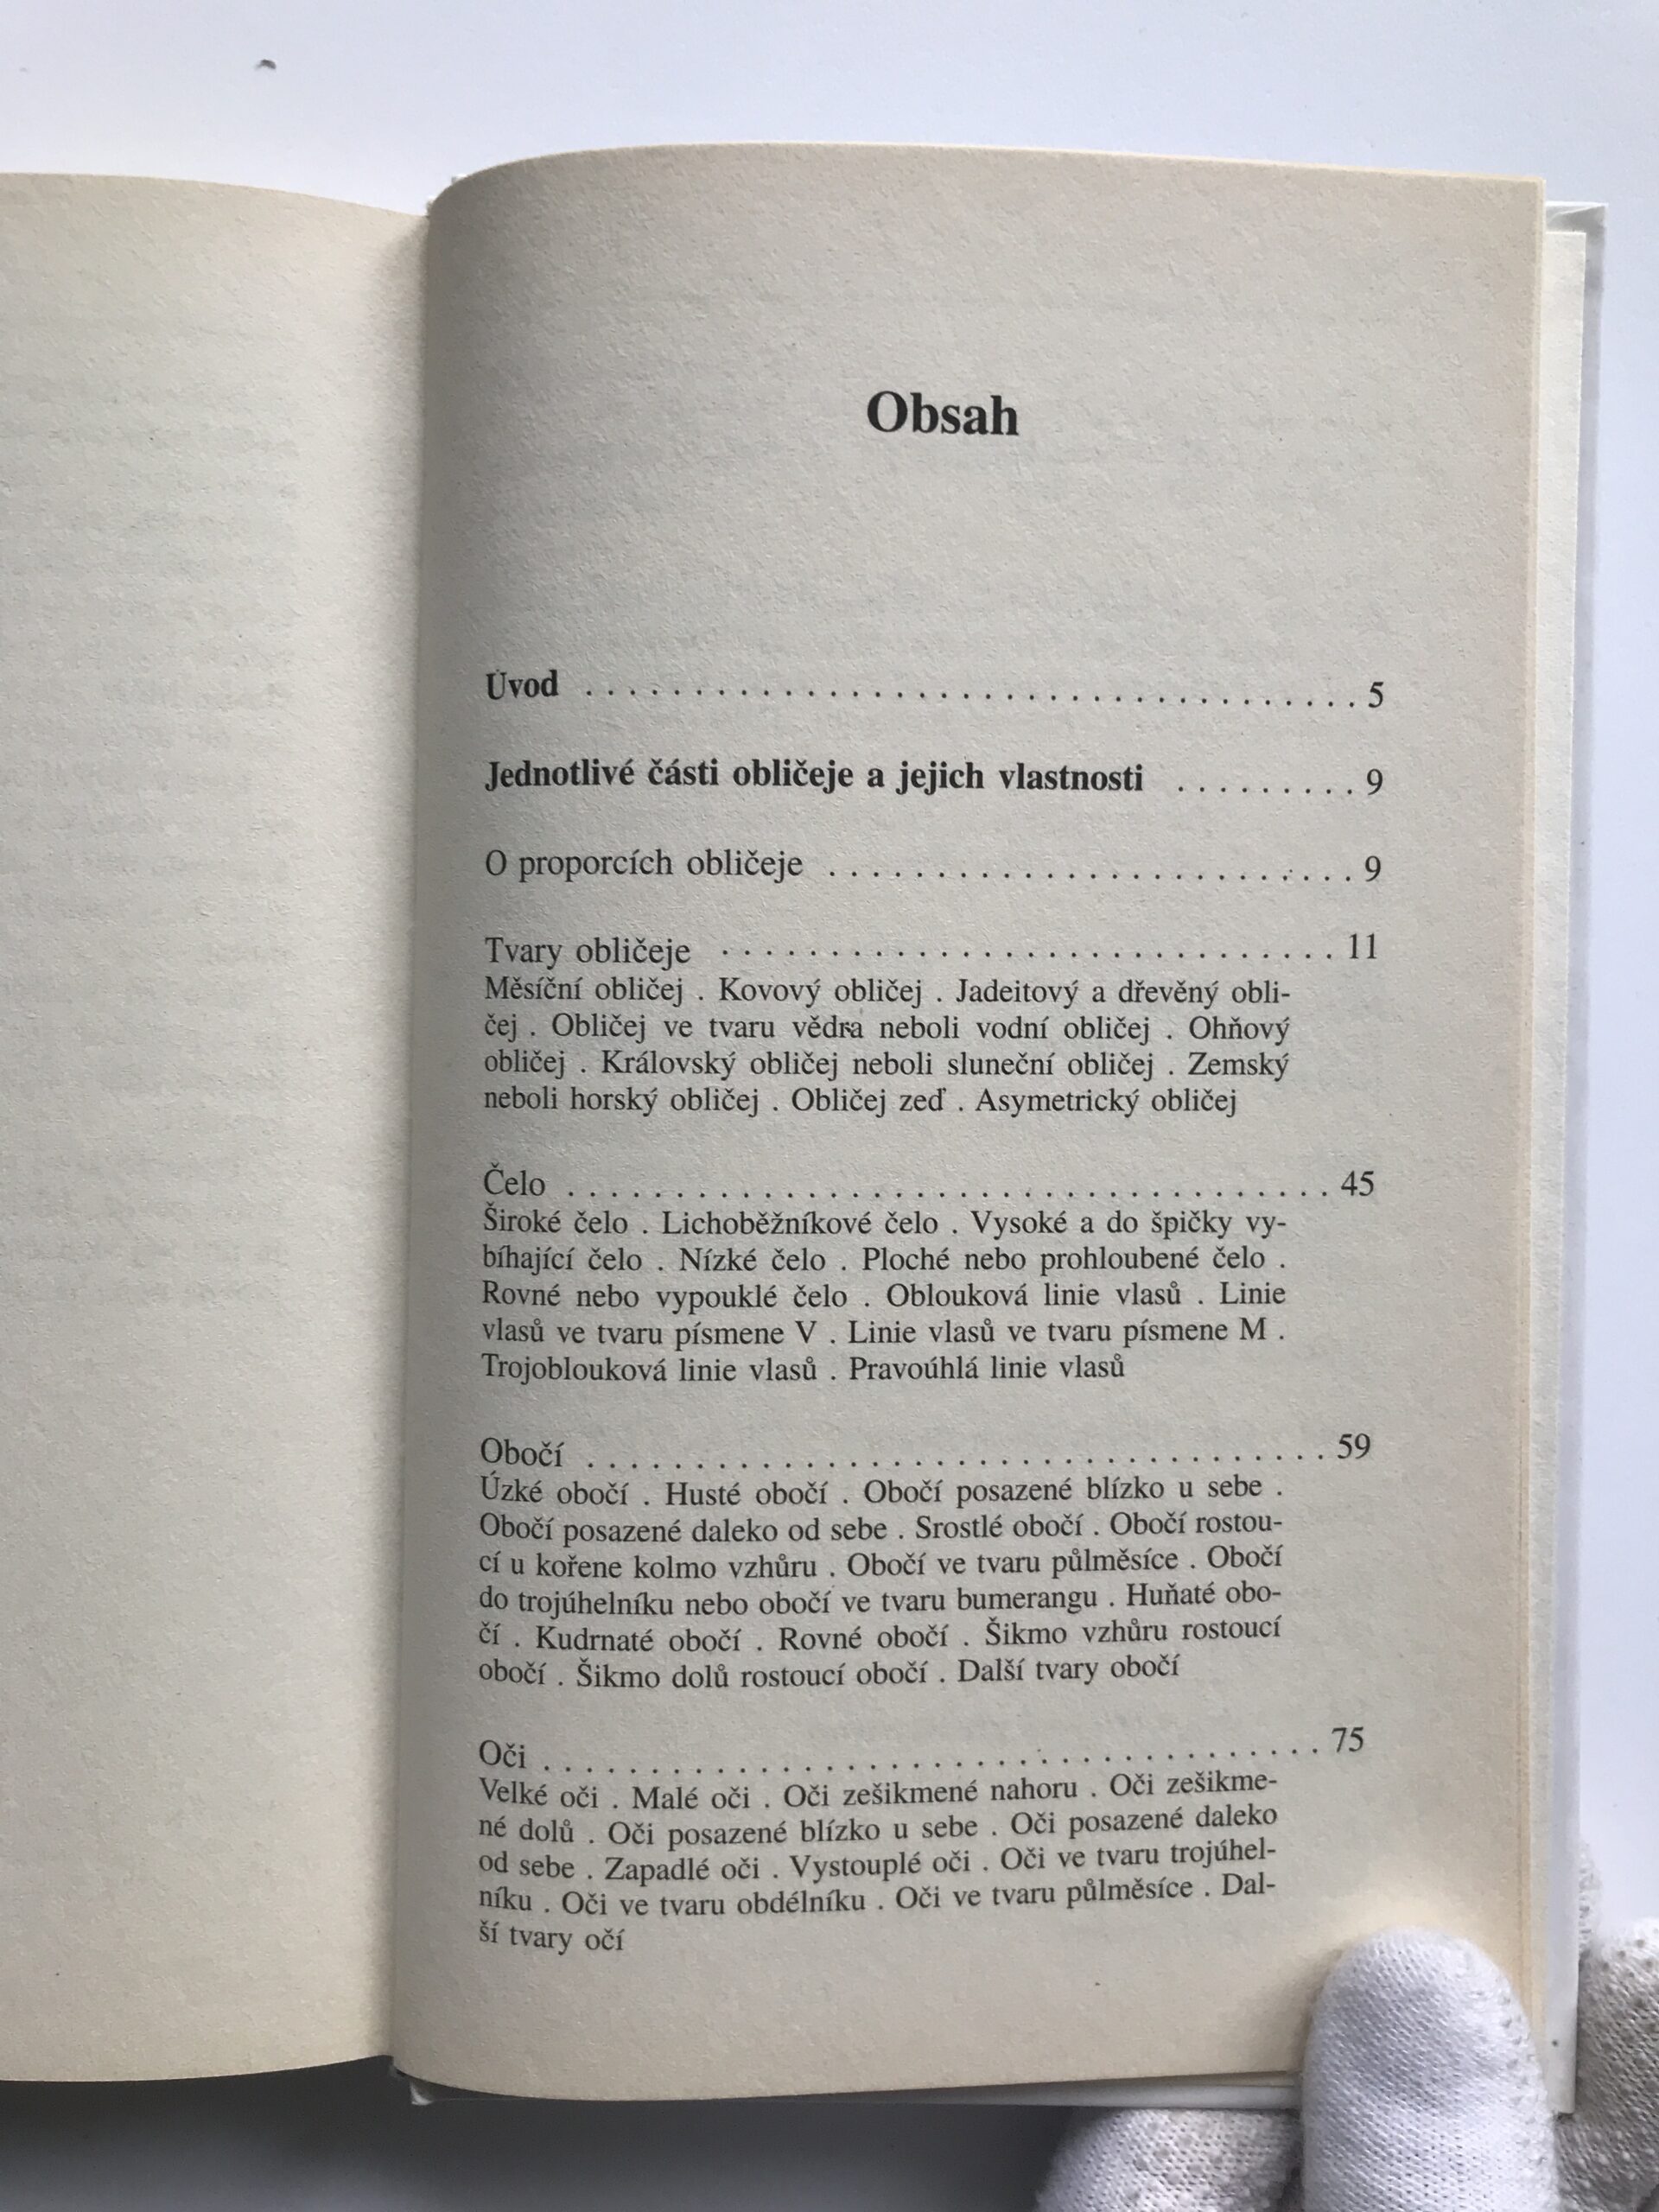 Obsah
Úvod . . . . . . . . . . . . . . . . . . . . . . . . . . . . . . . . . . . . 5
Jednotlivé části obličeje a jejich vlastnosti . . . . . . . . . 9
O proporcích obličeje . . . . . . . . . . . . . . . . . . . . . . . . . 9
Tvary obličeje . . . . . . . . . . . . . . . . . . . . . . . . . . . . . 11
Měsíční obličej . Kovový obličej . Jadeitový a dřevěný obli-
čej . Obličej ve tvaru vědra neboli vodní obličej . Ohňový
obličej . Královský obličej neboli sluneční obličej . Zemský
neboli horský obličej . Obličej zeď . Asymetrický obličej
Čelo . . . . . . . . . . . . . . . . . . . . . . . . . . . . . . . . . . . 45
Široké čelo . Lichoběžníkové čelo . Vysoké a do špičky vy-
bíhající čelo . Nízké čelo . Ploché nebo prohloubené čelo .
Rovné nebo vypouklé čelo . Oblouková linie vlasů . Linie
vlasů ve tvaru písmene V . Linie vlasů ve tvaru písmene M .
Trojoblouková linie vlasů . Pravoúhlá linie vlasů
Obočí . . . . . . . . . . . . . . . . . . . . . . . . . . . . . . . . . . 59
Úzké obočí . Husté obočí . Obočí posazené blízko u sebe .
Obočí posazené daleko od sebe . Srostlé obočí . Obočí rostou-
cí u kořene kolmo vzhůru . Obočí ve tvaru půlměsíce . Obočí
do trojúhelníku nebo obočí ve tvaru bumerangu . Huňaté obo-
čí . Kudrnaté obočí . Rovné obočí . Šikmo vzhůru rostoucí
obočí . Šikmo dolů rostoucí obočí . Další tvary obočí
Oči . . . . . . . . . . . . . . . . . . . . . . . . . . . . . . . . . . . . 75
Velké oči . Malé oči . Oči zešikmené nahoru . Oči zešikme-
né dolů . Oči posazené blízko u sebe . Oči posazené daleko
od sebe . Zapadlé oči . Vystouplé oči . Oči ve tvaru trojúhel-
níku . Oči ve tvaru obdélníku . Oči ve tvaru půlměsíce . Dal-
ší tvary očí